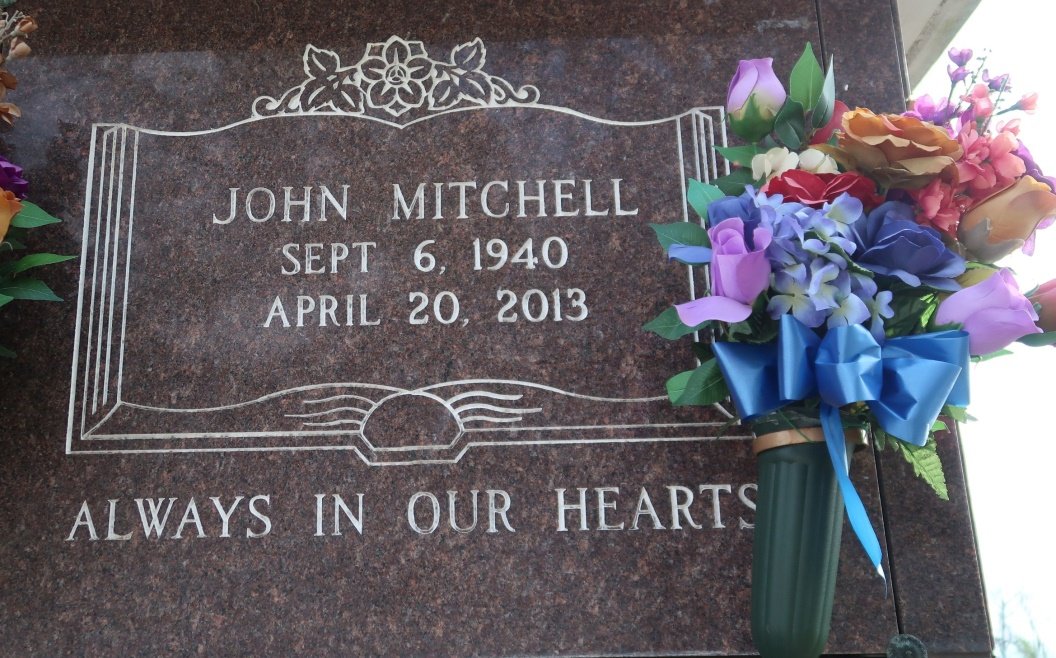 JOHN MITCHELL
SEPT 6, 1940
APRIL 20, 2013
ALWAYS IN OUR HEARTS